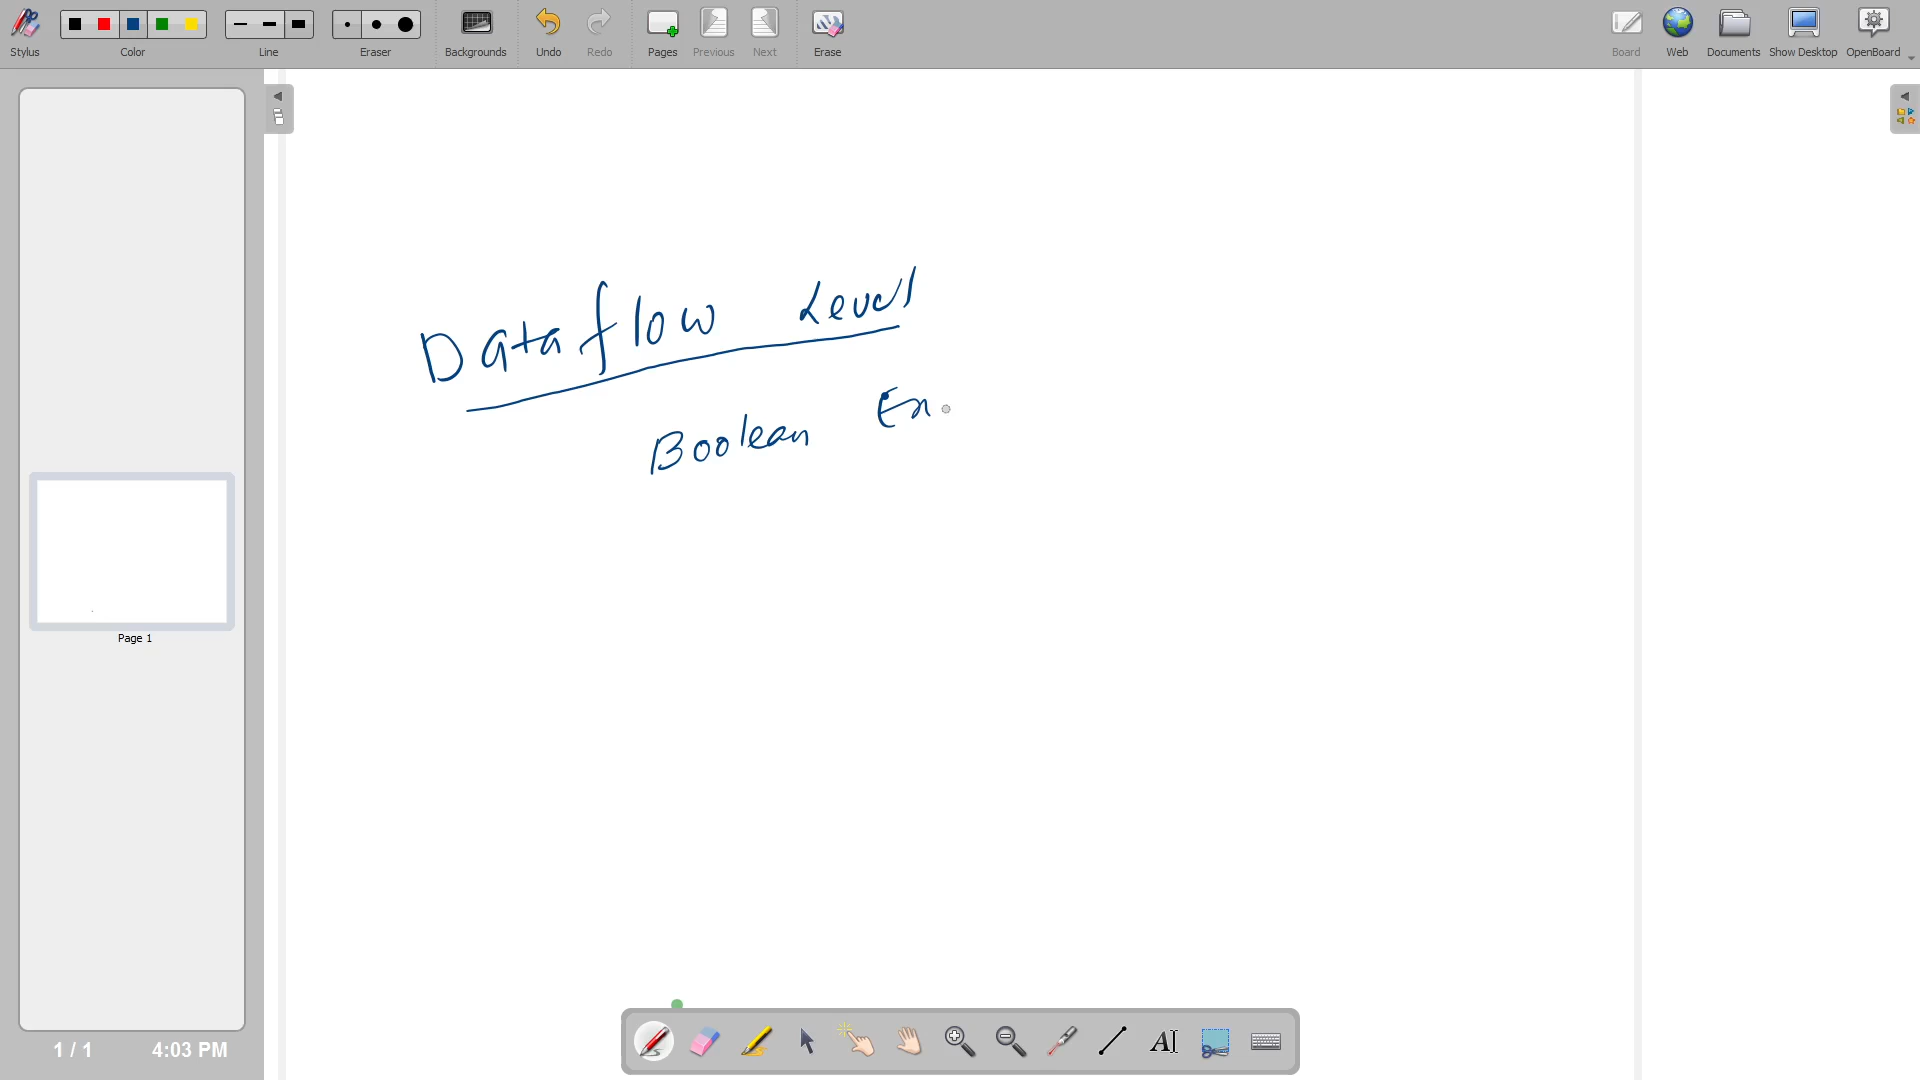 Stylus Color Line Eraser Backgrounds Undo Redo Pages Previous Next Erase Board Web Documents Show Desktop OpenBoard
Dataflow Level
Boolean Ex
Page 1
1 / 1 4:03 PM